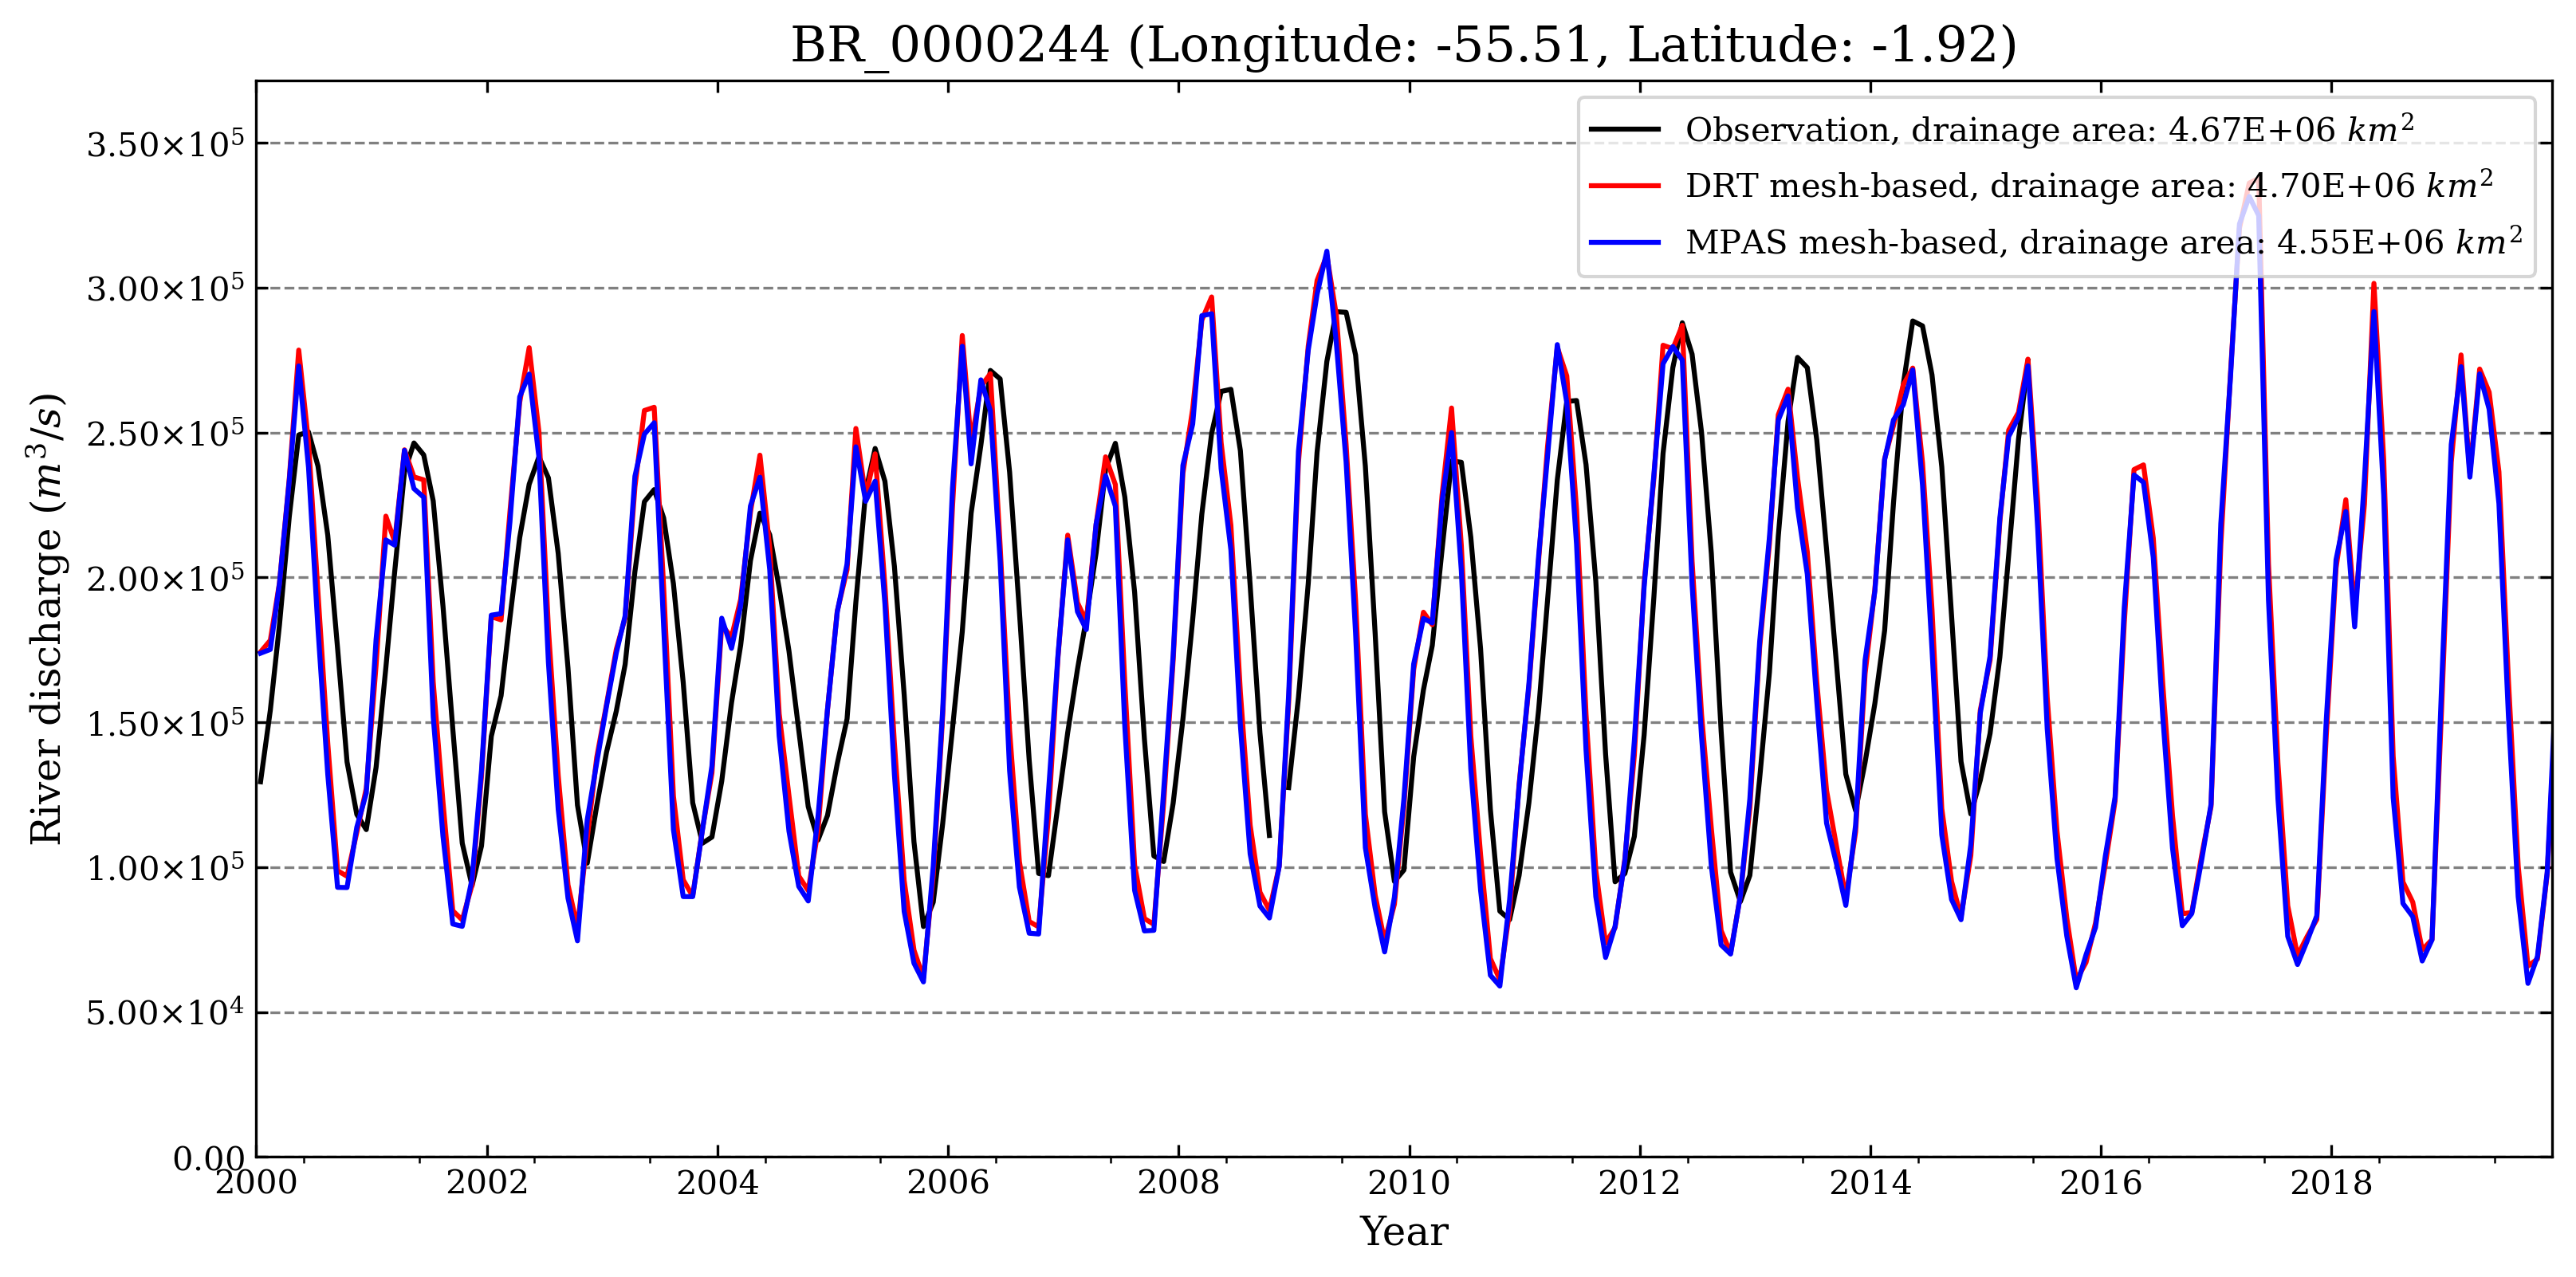 BR_0000244 (Longitude: -55.51, Latitude: -1.92)
Observation, drainage area: 4.67E+06 km²
DRT mesh-based, drainage area: 4.70E+06 km²
MPAS mesh-based, drainage area: 4.55E+06 km²
River discharge (m³/s)
3.50×10⁵
3.00×10⁵
2.50×10⁵
2.00×10⁵
1.50×10⁵
1.00×10⁵
5.00×10⁴
0.00
2000 2002 2004 2006 2008 2010 2012 2014 2016 2018
Year